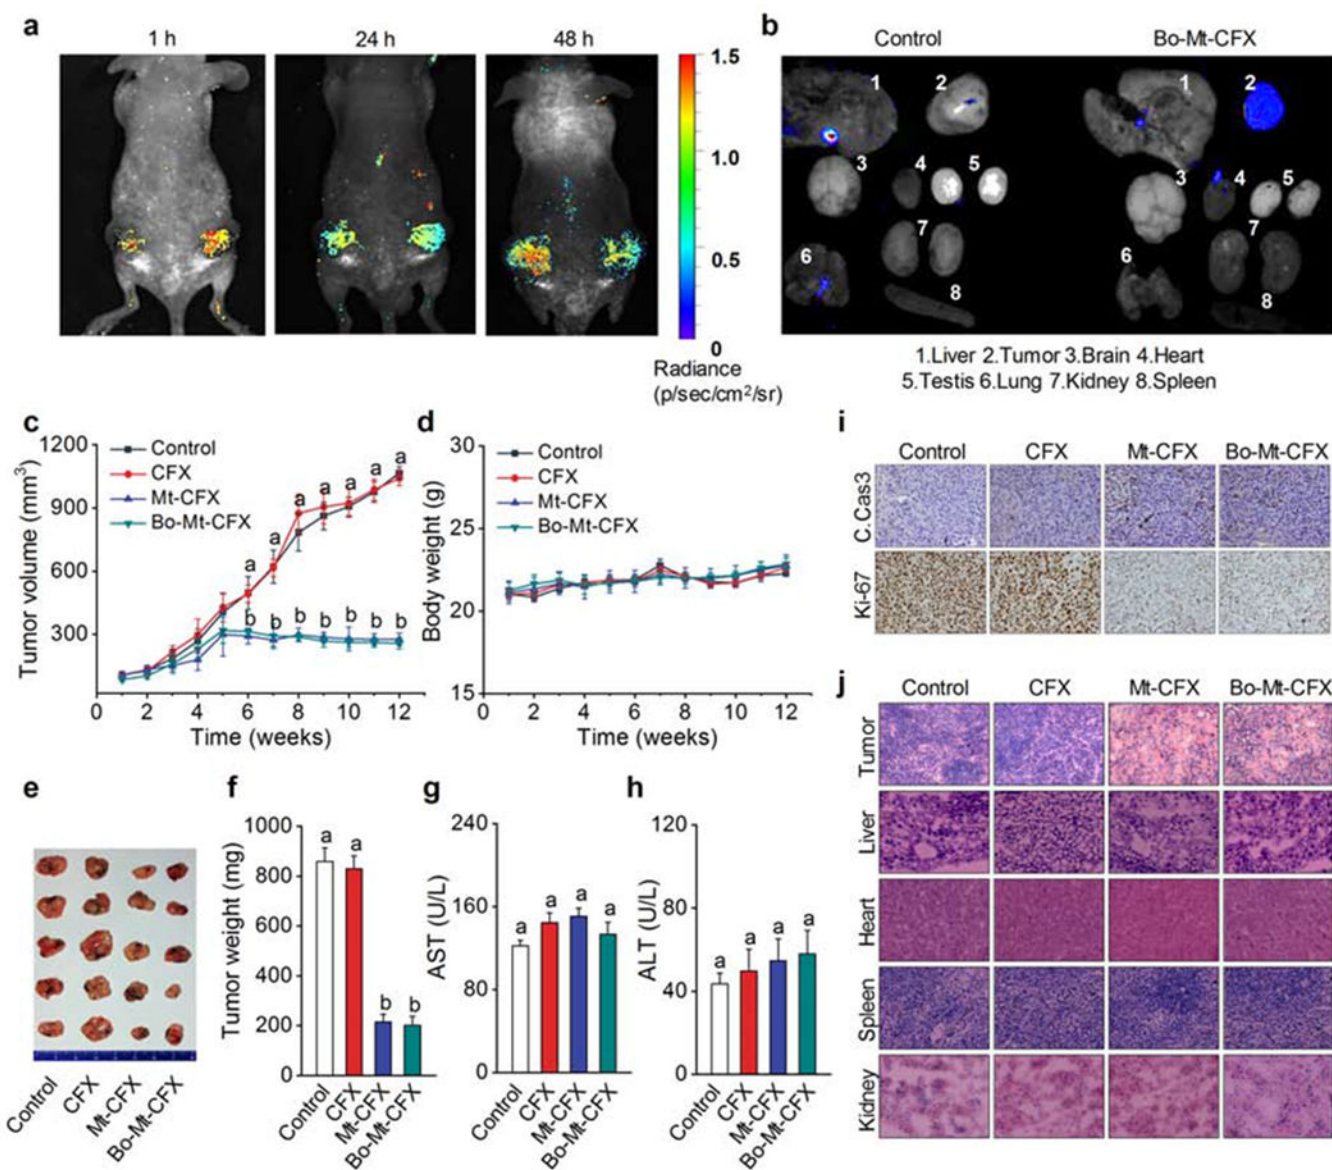 a
1 h
24 h
48 h
1.5
1.0
0.5
0
Radiance
(p/sec/cm²/sr)
b
Control
Bo-Mt-CFX
1
2
3
4
5
6
7
8
1
2
3
4
5
6
7
8
1.Liver 2.Tumor 3.Brain 4.Heart
5.Testis 6.Lung 7.Kidney 8.Spleen
c
Tumor volume (mm³)
1200
900
600
300
Control
CFX
Mt-CFX
Bo-Mt-CFX
a a a a a a a
b b b b b b b
0 2 4 6 8 10 12
Time (weeks)
d
Body weight (g)
30
25
20
15
Control
CFX
Mt-CFX
Bo-Mt-CFX
0 2 4 6 8 10 12
Time (weeks)
i
Control CFX Mt-CFX Bo-Mt-CFX
C.Cas3
Ki-67
j
Control CFX Mt-CFX Bo-Mt-CFX
Tumor
Liver
Heart
Spleen
Kidney
e
Control
CFX
Mt-CFX
Bo-Mt-CFX
f
Tumor weight (mg)
1000
800
600
400
200
0
a a b b
Control
CFX
Mt-CFX
Bo-Mt-CFX
g
AST (U/L)
240
160
80
0
a a a a
Control
CFX
Mt-CFX
Bo-Mt-CFX
h
ALT (U/L)
120
80
40
0
a a a a
Control
CFX
Mt-CFX
Bo-Mt-CFX